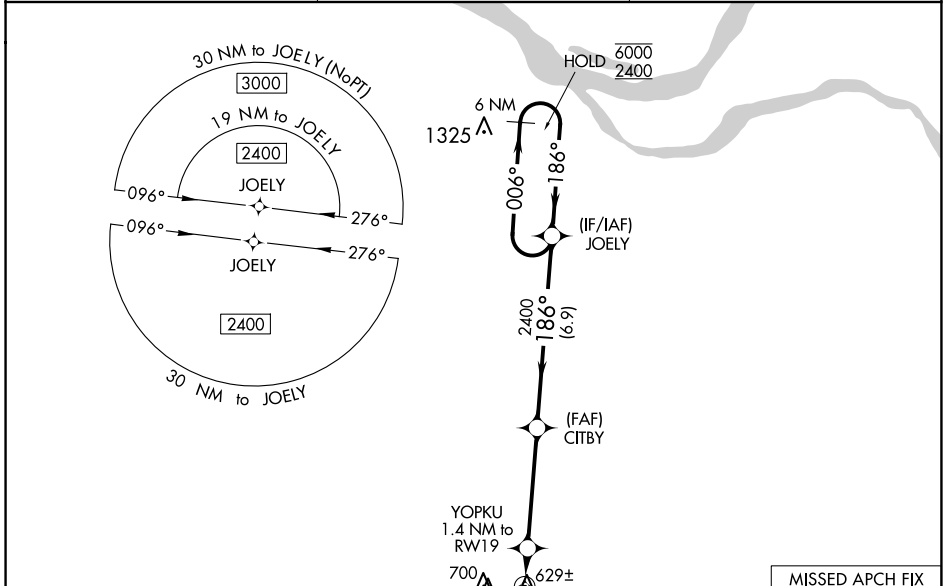 30 NM to JOELY (NoPT)
3000
19 NM to JOELY
2400
JOELY
096°
276°
096°
276°
JOELY
2400
30 NM to JOELY
HOLD 6000
2400
6 NM
1325
006°
186°
(IF/IAF)
JOELY
2400
186°
(6.9)
(FAF)
CITBY
YOPKU
1.4 NM to
RW19
700
629±
MISSED APCH FIX